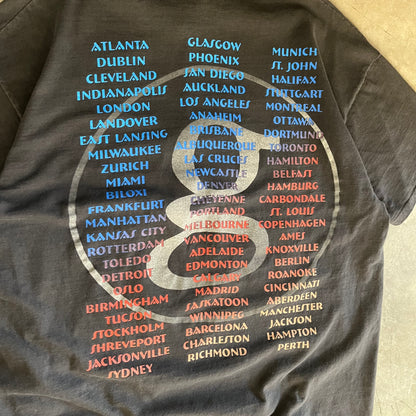 ATLANTA
DUBLIN
CLEVELAND
INDIANAPOLIS
LONDON
LANDOVER
EAST LANSING
MILWAUKEE
ZURICH
MIAMI
BILOXI
FRANKFURT
MANHATTAN
KANSAS CITY
ROTTERDAM
TOLEDO
DETROIT
OSLO
BIRMINGHAM
TUCSON
STOCKHOLM
SHREVEPORT
JACKSONVILLE
SYDNEY
GLASGOW
PHOENIX
SAN DIEGO
AUCKLAND
LOS ANGELES
ANAHEIM
BRISBANE
ALBUQUERQUE
LAS CRUCES
NEWCASTLE
DENVER
CHEYENNE
PORTLAND
MELBOURNE
VANCOUVER
ADELAIDE
EDMONTON
CALGARY
MADRID
SASKATOON
WINNIPEG
BARCELONA
CHARLESTON
RICHMOND
MUNICH
ST. JOHN
HALIFAX
STUTTGART
MONTREAL
OTTAWA
DORTMUND
TORONTO
HAMILTON
BELFAST
HAMBURG
CARBONDALE
ST. LOUIS
COPENHAGEN
AMES
KNOXVILLE
BERLIN
ROANOKE
CINCINNATI
ABERDEEN
MANCHESTER
JACKSON
HAMPTON
PERTH